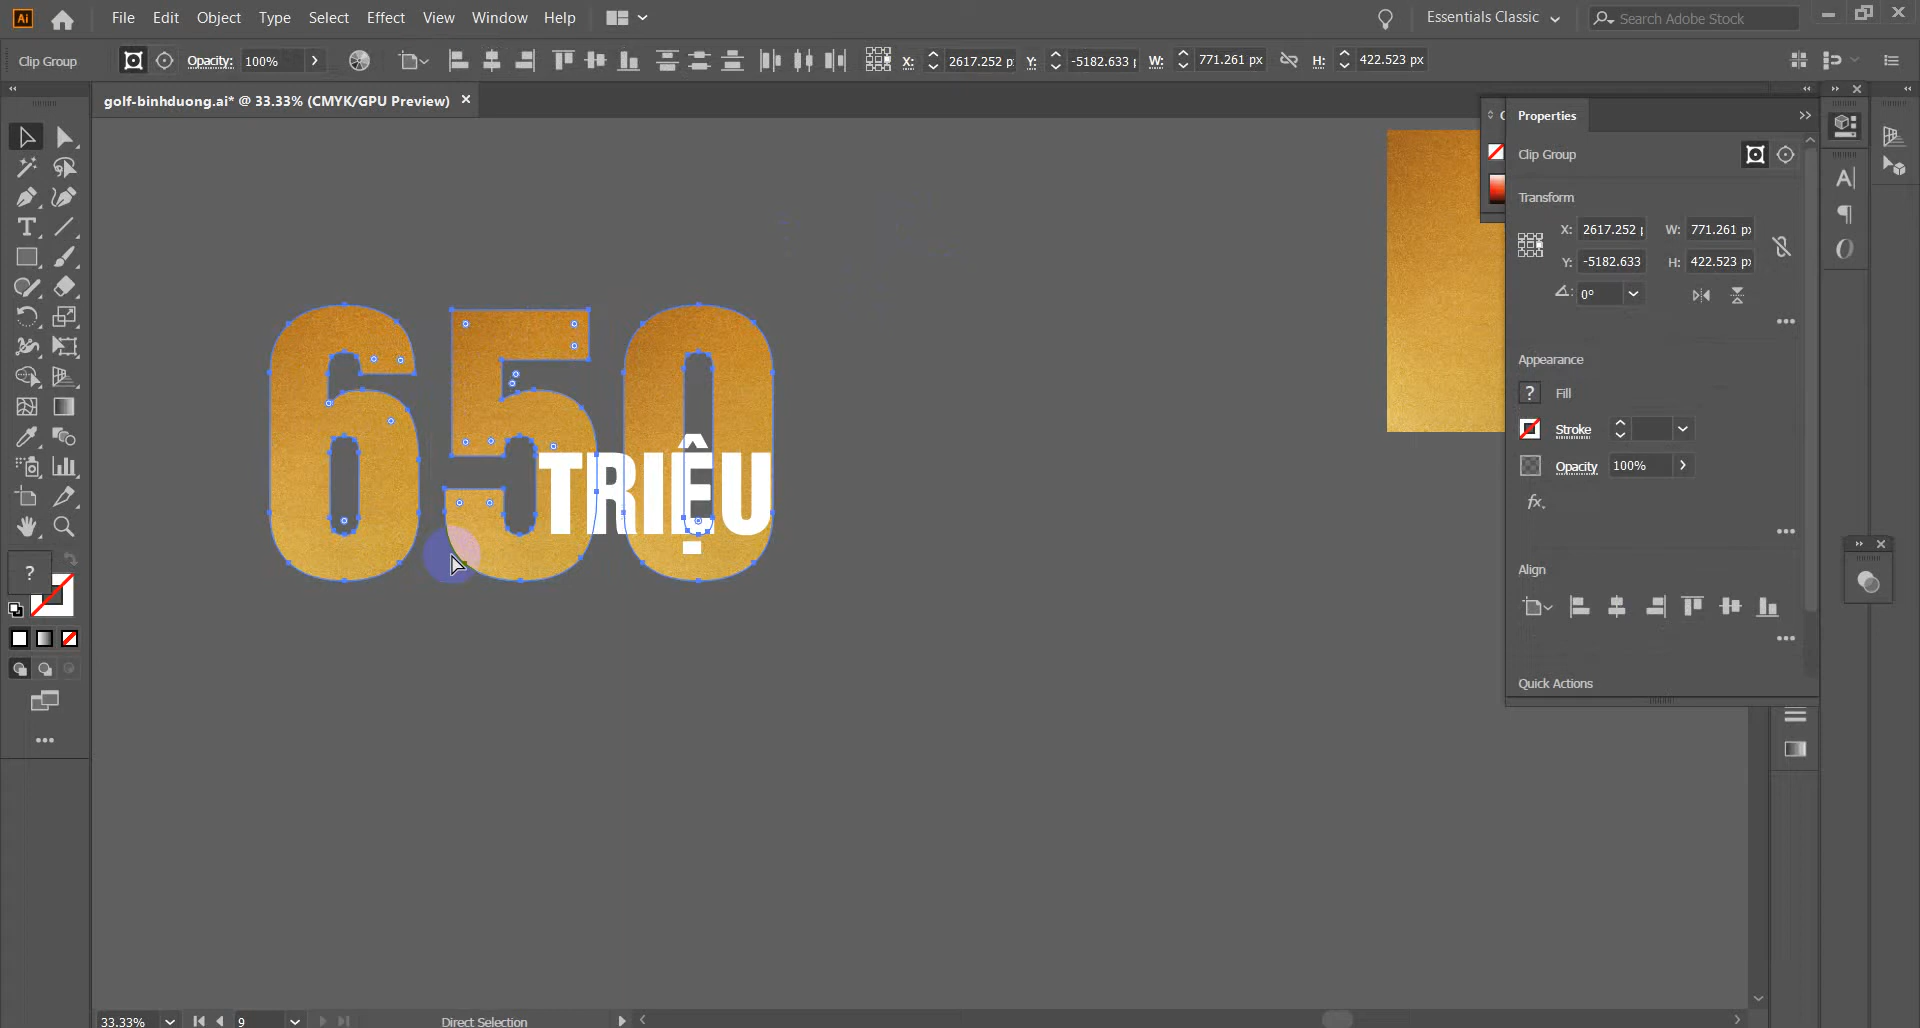 Ai File Edit Object Type Select Effect View Window Help Essentials Classic Search Adobe Stock
Clip Group Opacity: 100% X: 2617.252 p Y: -5182.633 W: 771.261 px H: 422.523 px
golf-binhduong.ai* @ 33.33% (CMYK/GPU Preview)
Properties
Clip Group
Transform
X: 2617.252 W: 771.261 p
Y: -5182.633 H: 422.523 p
0°
Appearance
? Fill
Stroke
Opacity 100%
fx.
Align
Quick Actions
650
TRIỆU
?
33.33% 9 Direct Selection